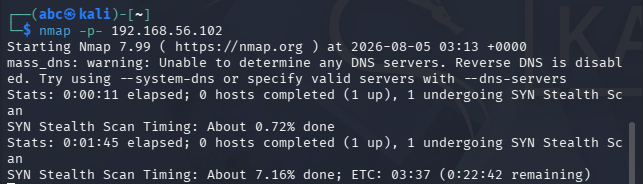 ┌──(abc㉿kali)-[~]
└─$ nmap -p- 192.168.56.102
Starting Nmap 7.99 ( https://nmap.org ) at 2026-08-05 03:13 +0000
mass_dns: warning: Unable to determine any DNS servers. Reverse DNS is disabl
ed. Try using --system-dns or specify valid servers with --dns-servers
Stats: 0:00:11 elapsed; 0 hosts completed (1 up), 1 undergoing SYN Stealth Sc
an
SYN Stealth Scan Timing: About 0.72% done
Stats: 0:01:45 elapsed; 0 hosts completed (1 up), 1 undergoing SYN Stealth Sc
an
SYN Stealth Scan Timing: About 7.16% done; ETC: 03:37 (0:22:42 remaining)